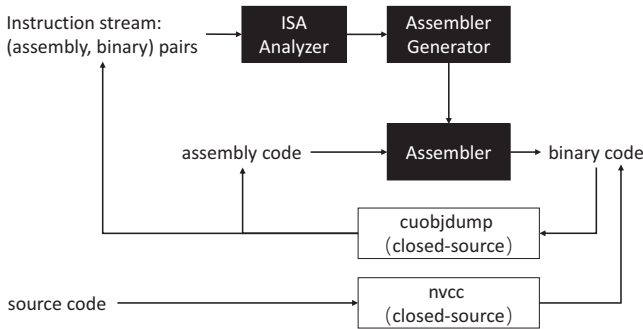 Instruction stream:
(assembly, binary) pairs
ISA
Analyzer
Assembler
Generator
assembly code
Assembler
binary code
cuobjdump
(closed-source)
source code
nvcc
(closed-source)